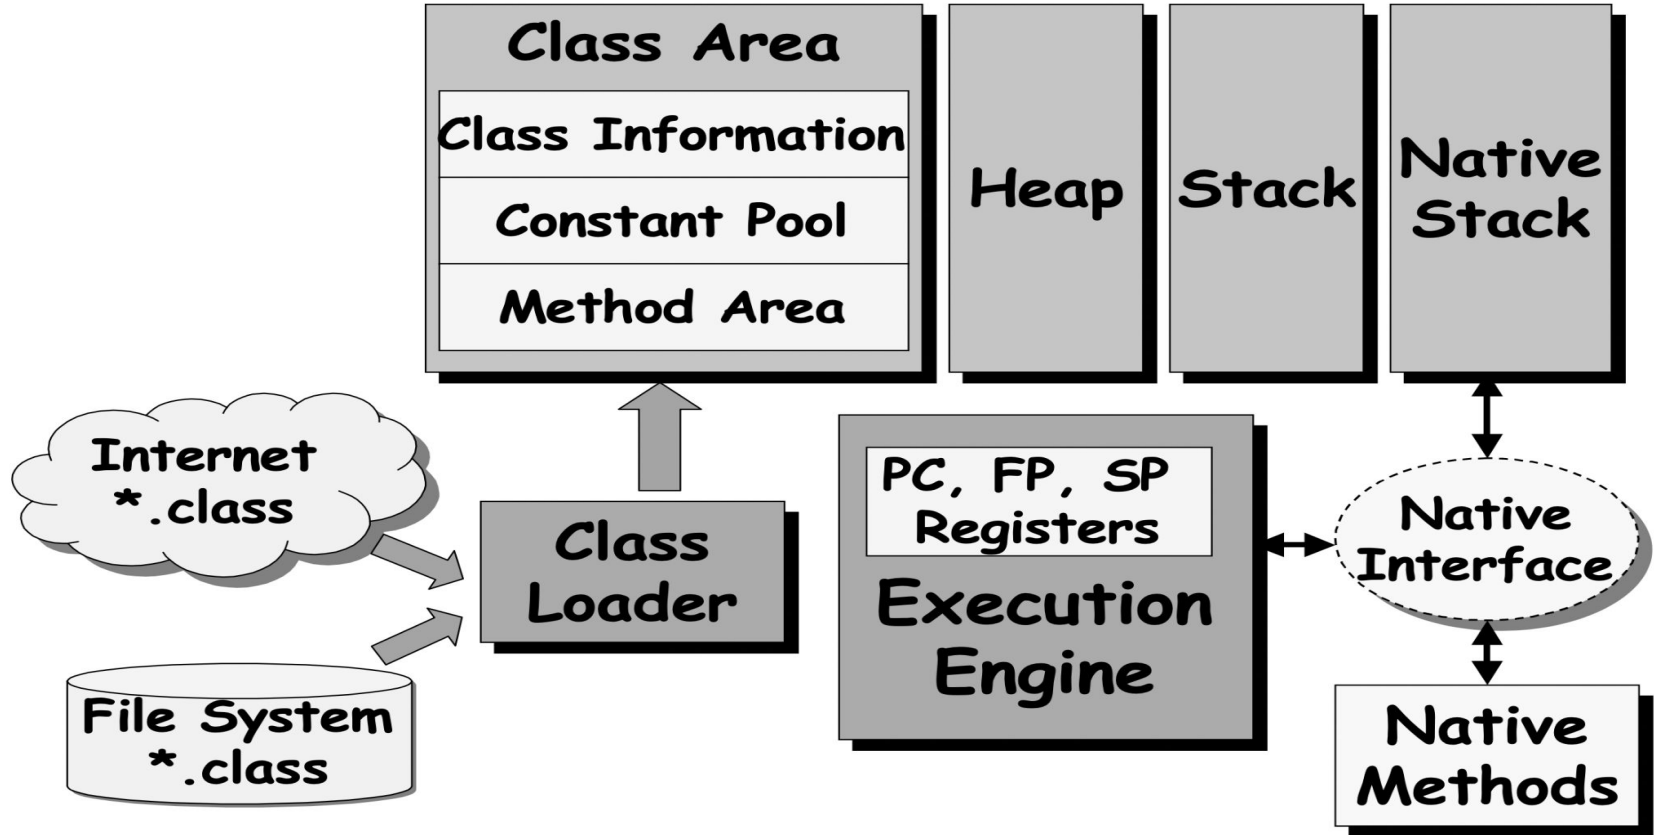 Class Area
Class Information
Constant Pool
Method Area
Heap
Stack
Native
Stack
Internet
*.class
File System
*.class
Class
Loader
PC, FP, SP
Registers
Execution
Engine
Native
Interface
Native
Methods